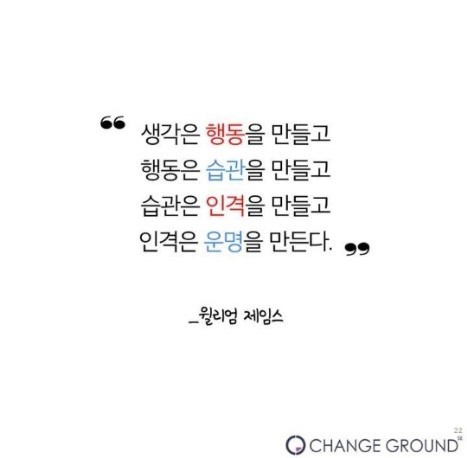 ❝ 생각은 행동을 만들고
행동은 습관을 만들고
습관은 인격을 만들고
인격은 운명을 만든다. ❞
_윌리엄 제임스
22
CHANGE GROUND